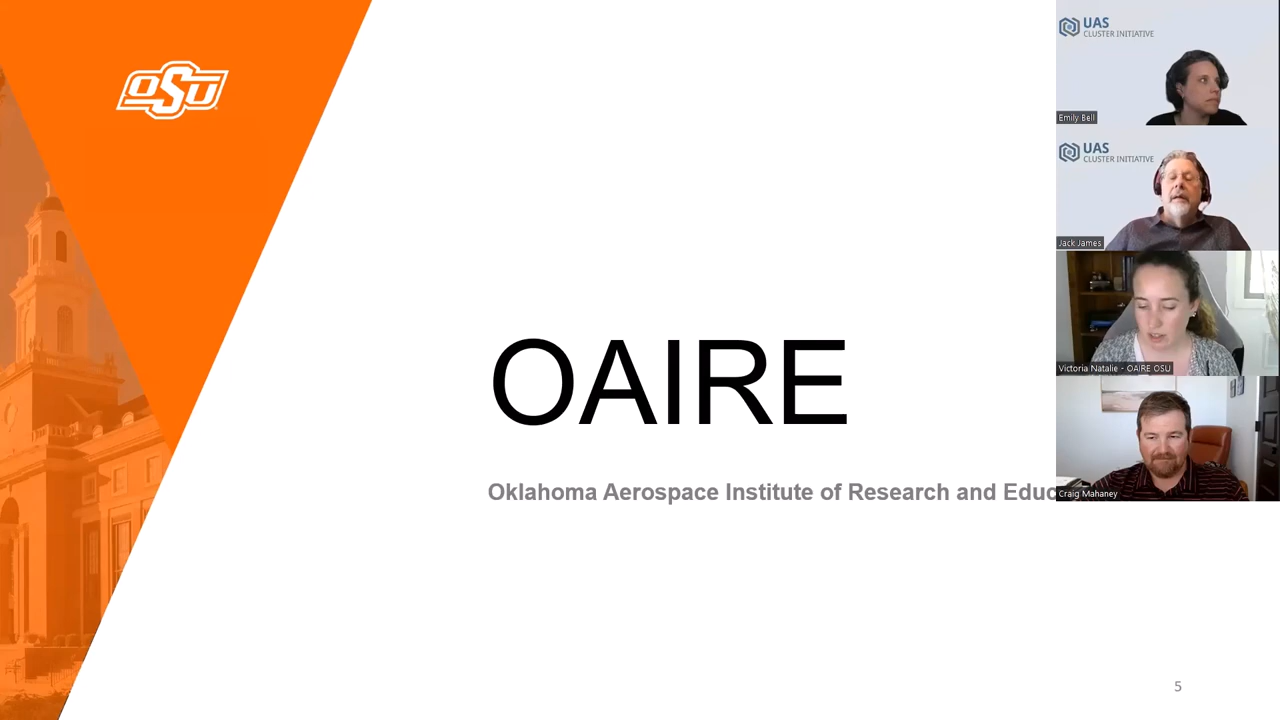 OSU
OAIRE
Oklahoma Aerospace Institute of Research and Educ
5
UAS
CLUSTER INITIATIVE
Emily Bell
UAS
CLUSTER INITIATIVE
Jack James
Victoria Natalie - OAIRE OSU
Craig Mahaney